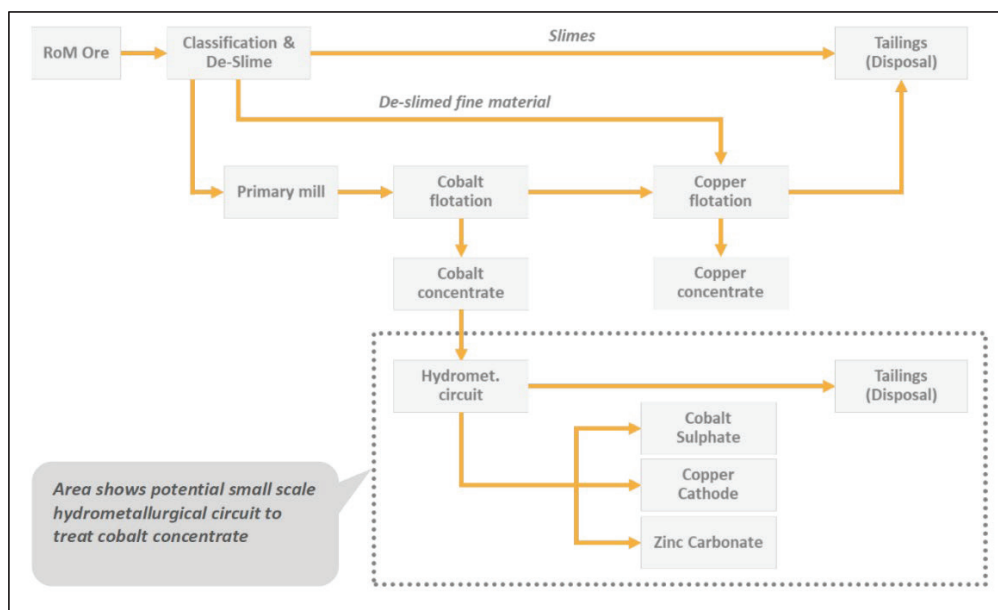 Slimes
RoM Ore
Classification &
De-Slime
Tailings
(Disposal)
De-slimed fine material
Primary mill
Cobalt
flotation
Copper
flotation
Cobalt
concentrate
Copper
concentrate
Hydromet.
circuit
Tailings
(Disposal)
Cobalt
Sulphate
Copper
Cathode
Zinc Carbonate
Area shows potential small scale
hydrometallurgical circuit to
treat cobalt concentrate